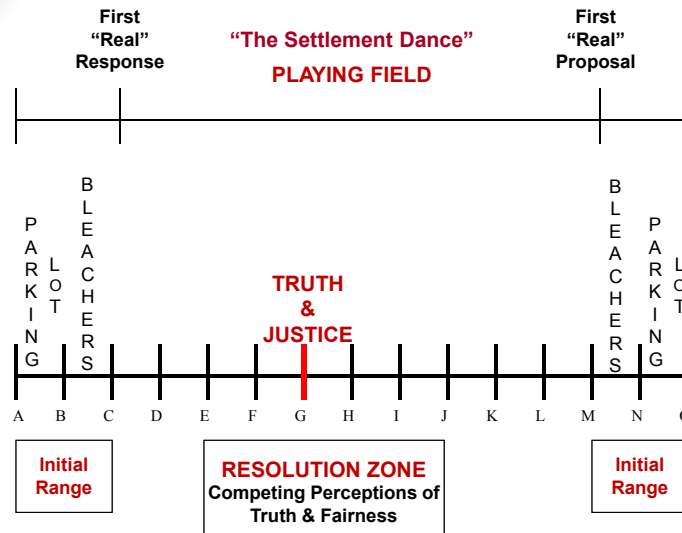 First
“Real”
Response
“The Settlement Dance”
PLAYING FIELD
First
“Real”
Proposal
PARKING
LOT
BLEACHERS
TRUTH
&
JUSTICE
BLEACHERS
PARKING
LOT
A B C D E F G H I J K L M N
Initial
Range
RESOLUTION ZONE
Competing Perceptions of
Truth & Fairness
Initial
Range